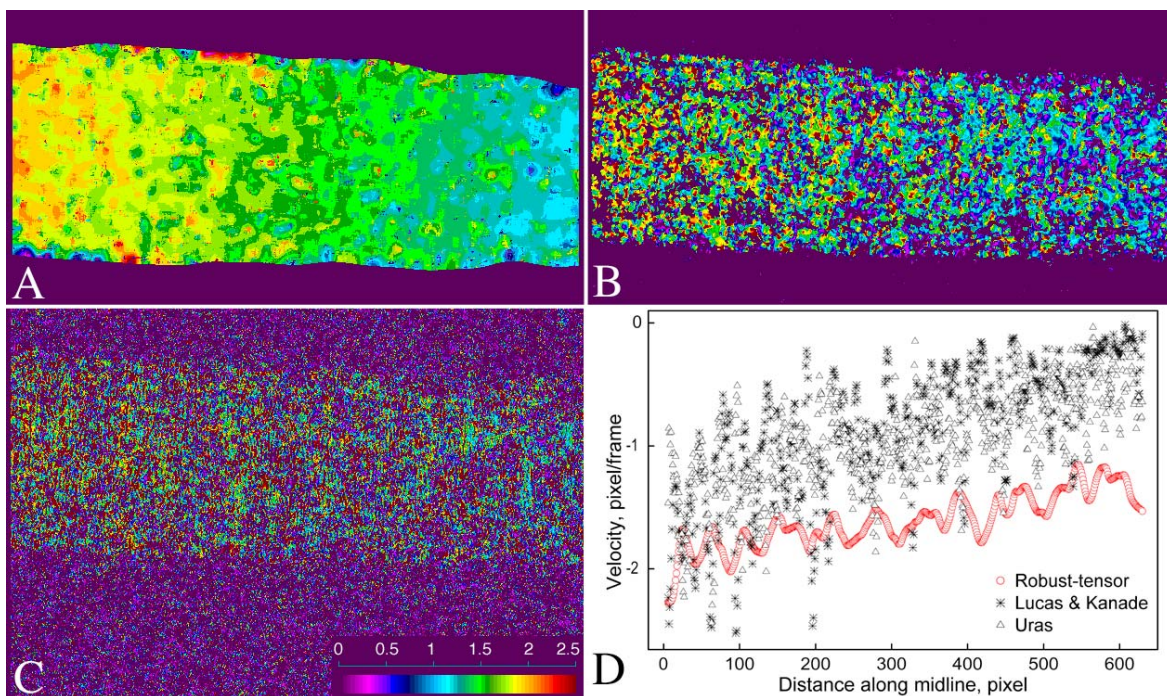 A
B
C
0 0.5 1 1.5 2 2.5
D
Velocity, pixel/frame
0
-1
-2
Robust-tensor
Lucas & Kanade
Uras
0 100 200 300 400 500 600
Distance along midline, pixel